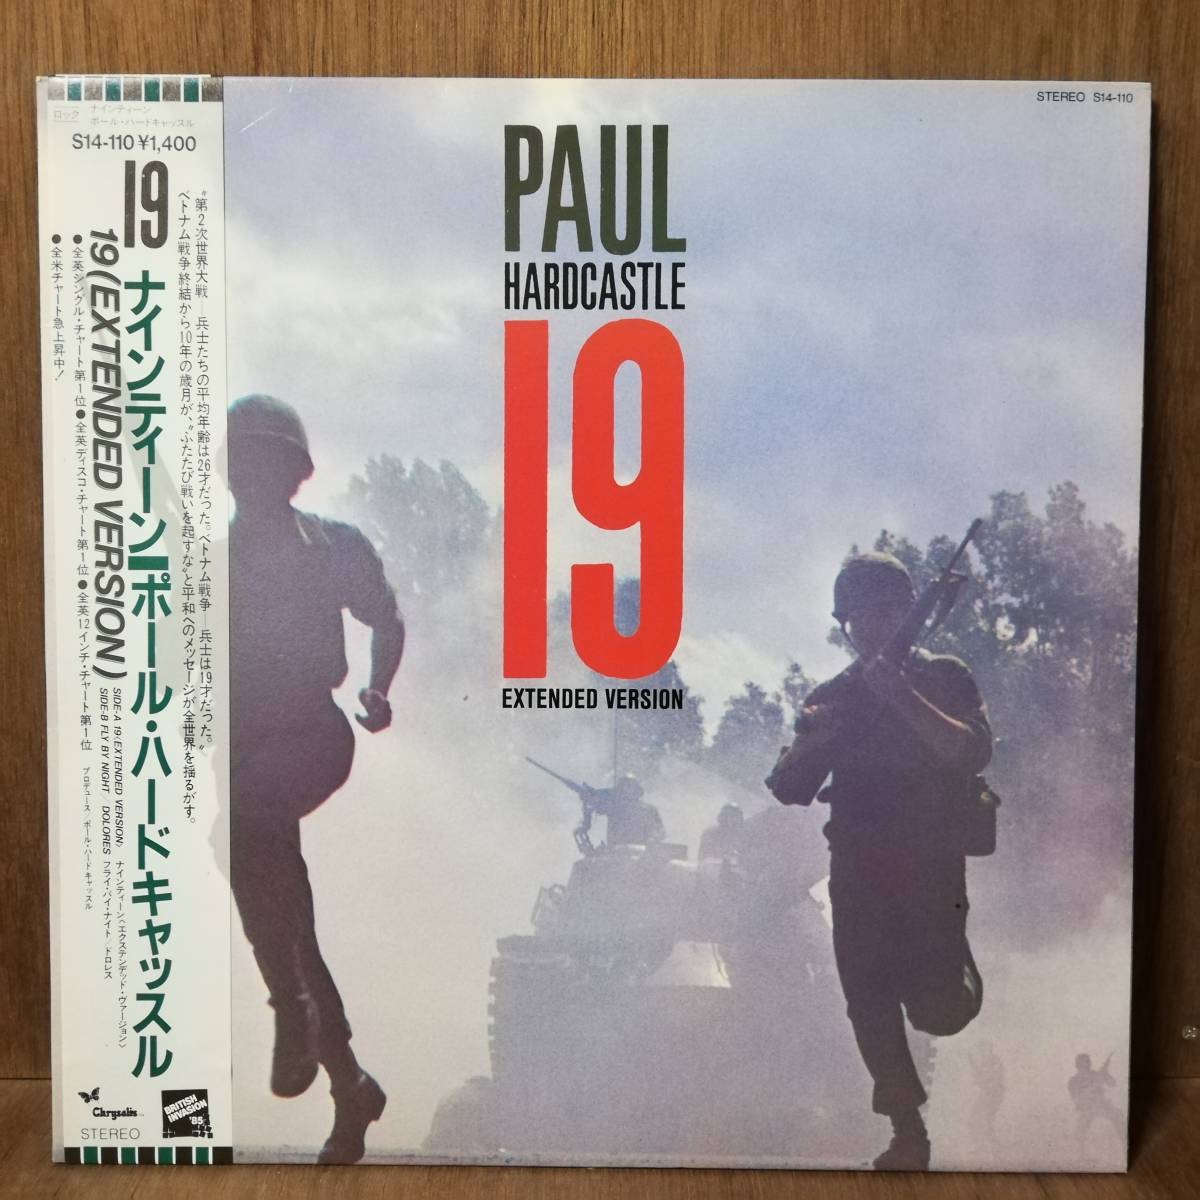 ロック
ナインティーン
ポール・ハードキャッスル
S14-110 ¥1,400
19
ナインティーン ポール・ハードキャッスル
19(EXTENDED VERSION)
“第2次世界大戦―兵士たちの平均年齢は26才だった。ベトナム戦争―兵士は19才だった。”
ベトナム戦争終結から10年の歳月が、“ふたたび戦いを起すな”と平和へのメッセージが全世界を揺るがす。
●全英シングル・チャート第1位●全英ディスコ・チャート第1位●全英12インチ・チャート第1位
●全米チャート急上昇中!
SIDE-A 19〈EXTENDED VERSION〉 ナインティーン〈エクステンデッド・ヴァージョン〉
SIDE-B FLY BY NIGHT／DOLORES フライ・バイ・ナイト／ドロレス
プロデュース／ポール・ハードキャッスル
Chrysalis
BRITISH INVASION '85
STEREO
STEREO S14-110
PAUL
HARDCASTLE
19
EXTENDED VERSION